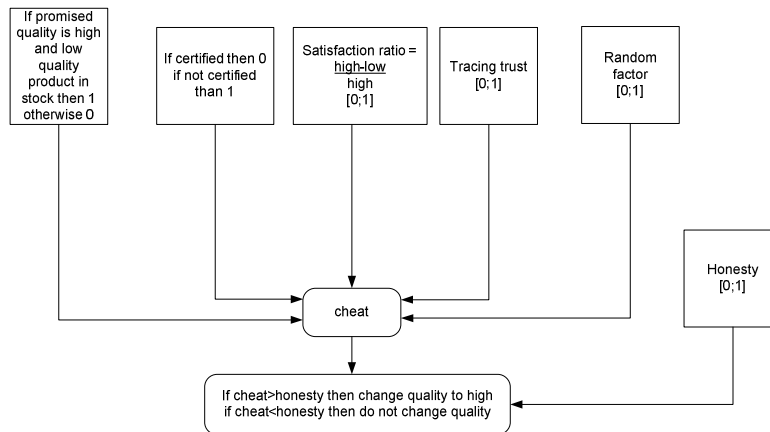 If promised
quality is high
and low
quality
product in
stock then 1
otherwise 0
If certified then 0
if not certified
than 1
Satisfaction ratio =
high-low
high
[0;1]
Tracing trust
[0;1]
Random
factor
[0;1]
Honesty
[0;1]
cheat
If cheat>honesty then change quality to high
if cheat<honesty then do not change quality